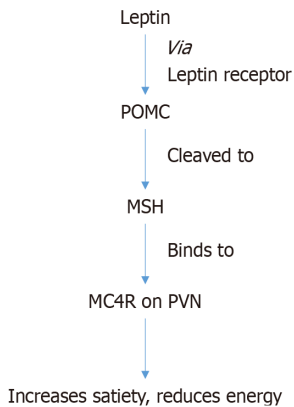 Leptin
Via
Leptin receptor
POMC
Cleaved to
MSH
Binds to
MC4R on PVN
Increases satiety, reduces energy